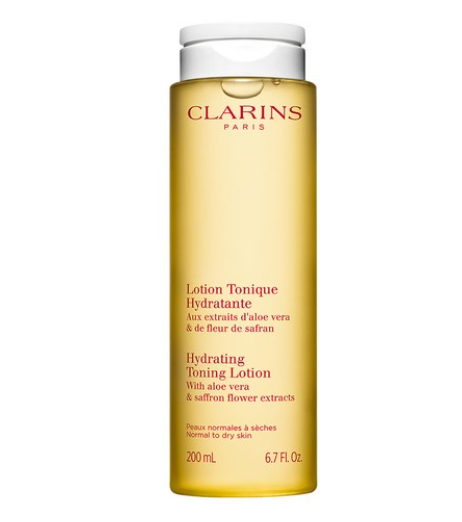 CLARINS
PARIS
Lotion Tonique
Hydratante
Aux extraits d'aloe vera
& de fleur de safran
Hydrating
Toning Lotion
With aloe vera
& saffron flower extracts
Peaux normales à sèches
Normal to dry skin
200 mL 6.7 Fl. Oz.